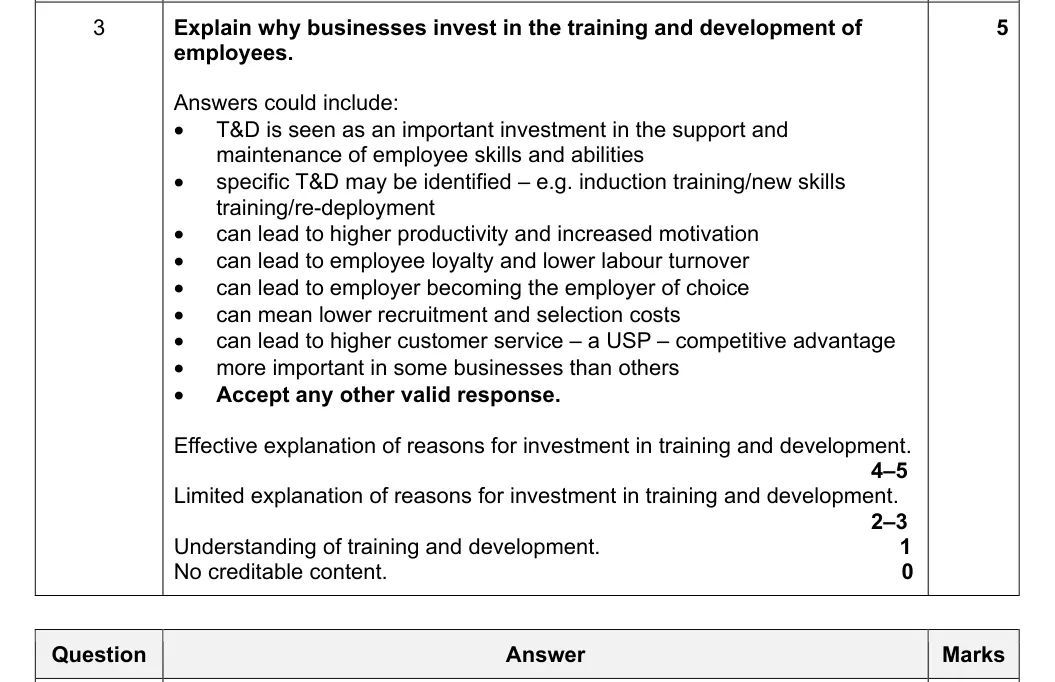 3 Explain why businesses invest in the training and development of 5
employees.
Answers could include:
• T&D is seen as an important investment in the support and
maintenance of employee skills and abilities
• specific T&D may be identified – e.g. induction training/new skills
training/re-deployment
• can lead to higher productivity and increased motivation
• can lead to employee loyalty and lower labour turnover
• can lead to employer becoming the employer of choice
• can mean lower recruitment and selection costs
• can lead to higher customer service – a USP – competitive advantage
• more important in some businesses than others
• Accept any other valid response.
Effective explanation of reasons for investment in training and development.
4–5
Limited explanation of reasons for investment in training and development.
2–3
Understanding of training and development. 1
No creditable content. 0
Question Answer Marks